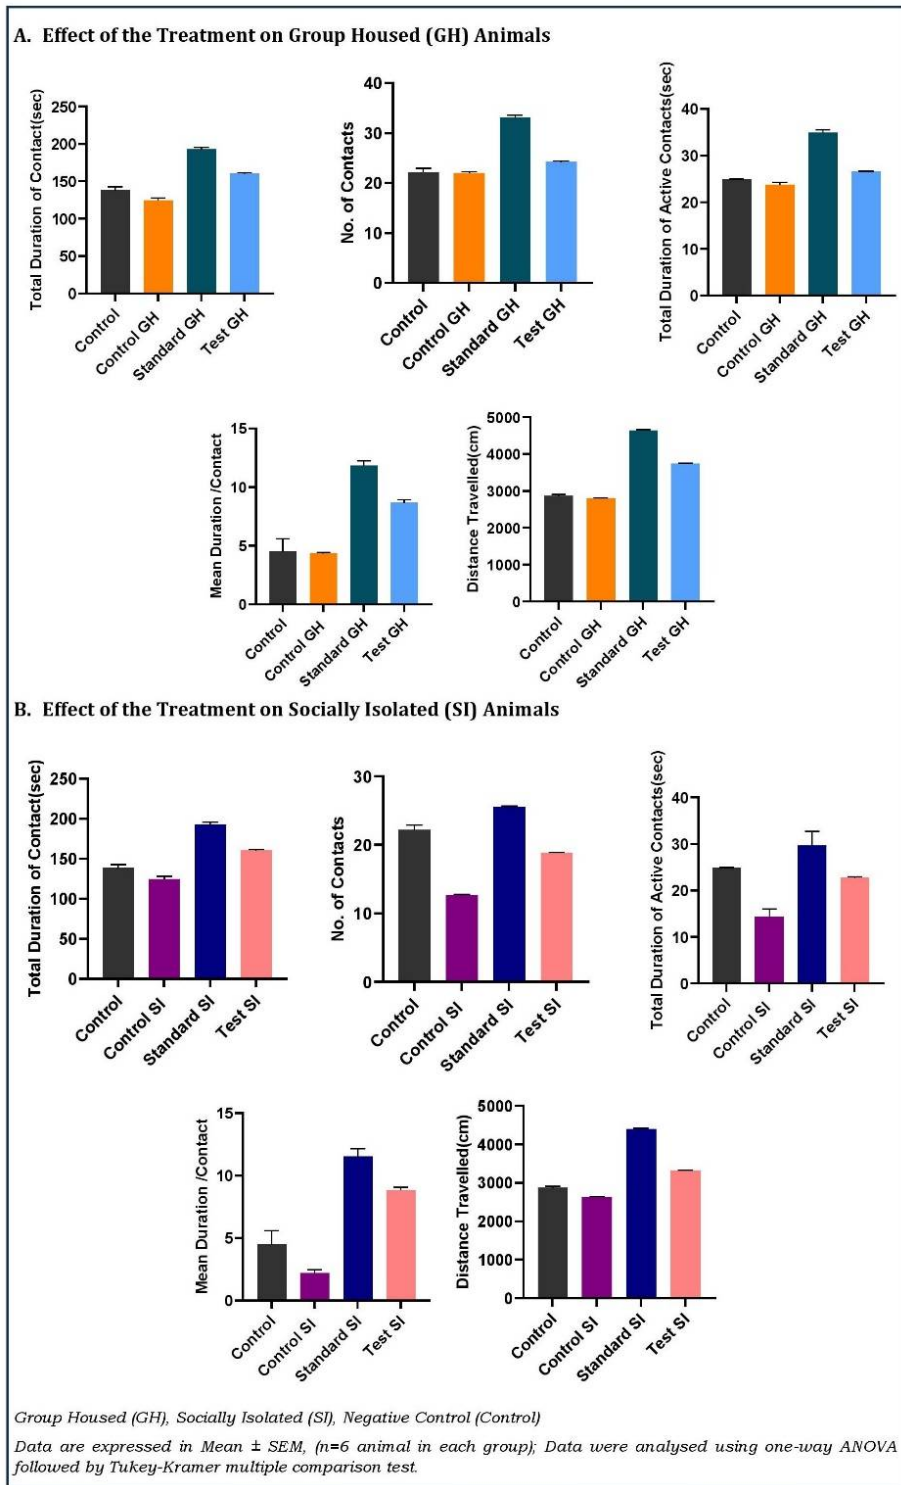 A. Effect of the Treatment on Group Housed (GH) Animals
Total Duration of Contact(sec)
250
200
150
100
50
0
Control
Control GH
Standard GH
Test GH
No. of Contacts
40
30
20
10
0
Control
Control GH
Standard GH
Test GH
Total Duration of Active Contacts(sec)
40
30
20
10
0
Control
Control GH
Standard GH
Test GH
Mean Duration /Contact
15
10
5
0
Control
Control GH
Standard GH
Test GH
Distance Travelled(cm)
5000
4000
3000
2000
1000
0
Control
Control GH
Standard GH
Test GH
B. Effect of the Treatment on Socially Isolated (SI) Animals
Total Duration of Contact(sec)
250
200
150
100
50
0
Control
Control SI
Standard SI
Test SI
No. of Contacts
30
20
10
0
Control
Control SI
Standard SI
Test SI
Total Duration of Active Contacts(sec)
40
30
20
10
0
Control
Control SI
Standard SI
Test SI
Mean Duration /Contact
15
10
5
0
Control
Control SI
Standard SI
Test SI
Distance Travelled(cm)
5000
4000
3000
2000
1000
0
Control
Control SI
Standard SI
Test SI
Group Housed (GH), Socially Isolated (SI), Negative Control (Control)
Data are expressed in Mean ± SEM, (n=6 animal in each group); Data were analysed using one-way ANOVA
followed by Tukey-Kramer multiple comparison test.